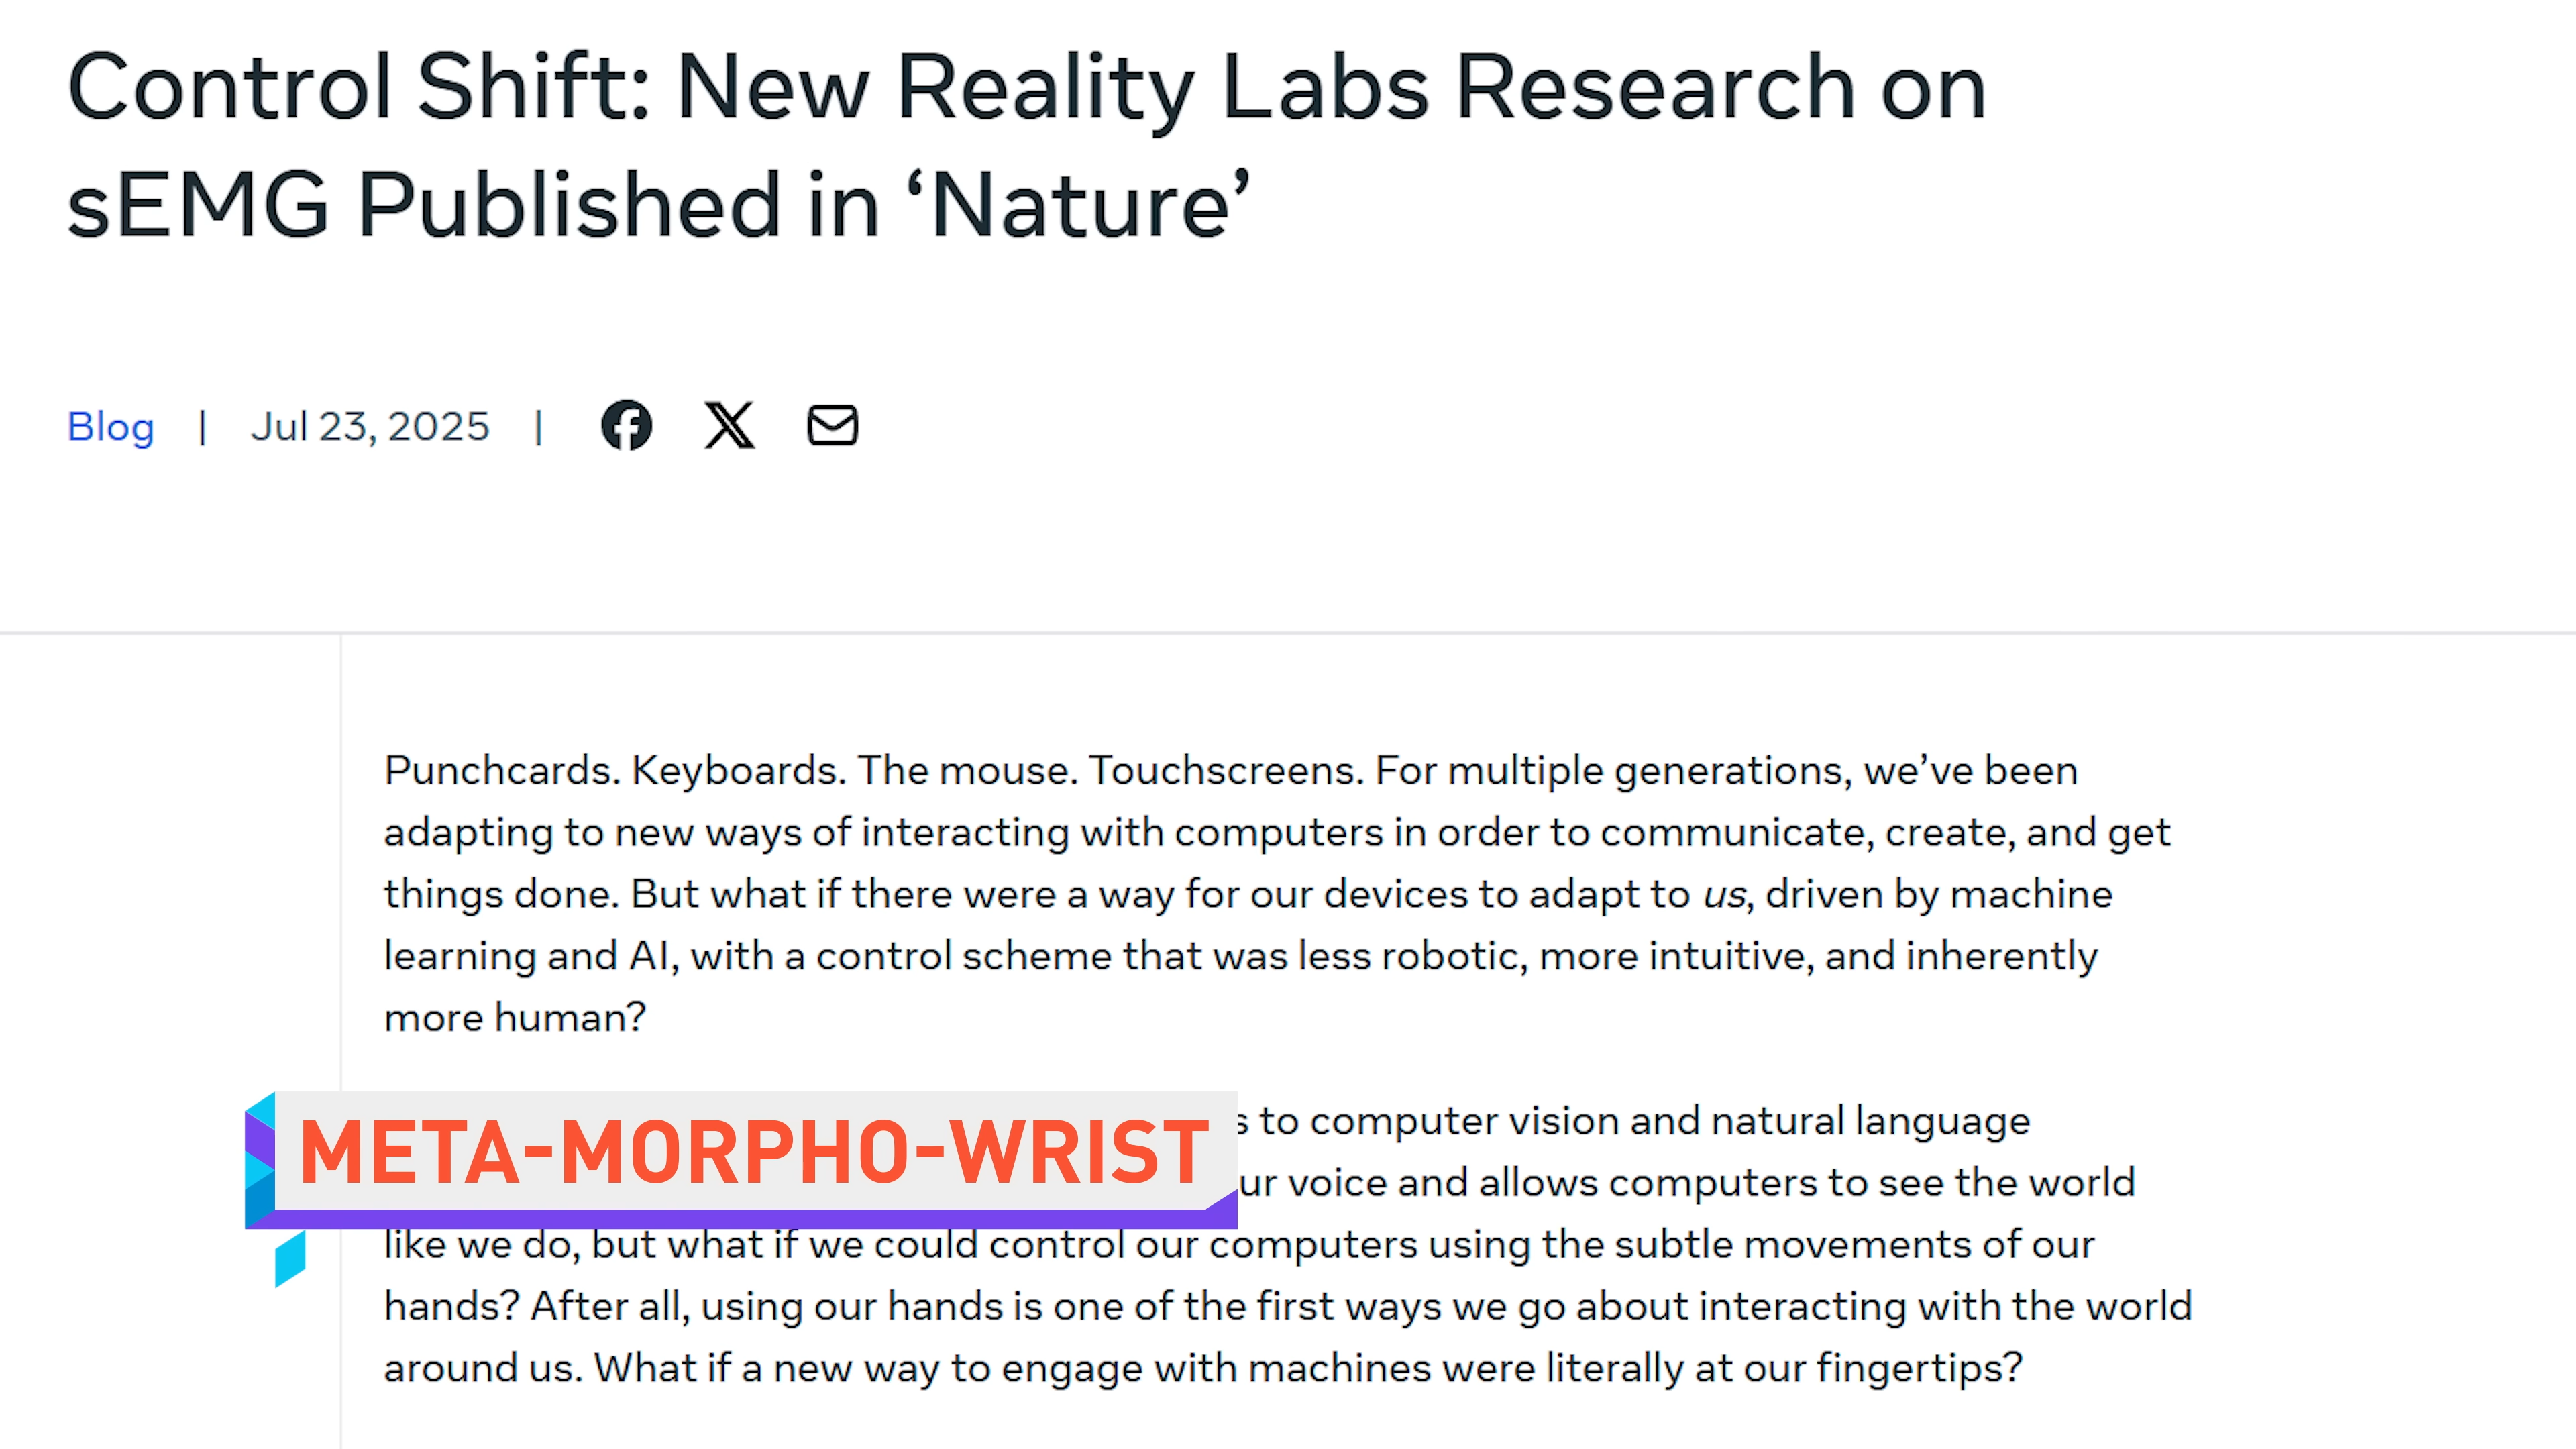 Control Shift: New Reality Labs Research on
sEMG Published in ‘Nature’
Blog | Jul 23, 2025 |
Punchcards. Keyboards. The mouse. Touchscreens. For multiple generations, we’ve been
adapting to new ways of interacting with computers in order to communicate, create, and get
things done. But what if there were a way for our devices to adapt to us, driven by machine
learning and AI, with a control scheme that was less robotic, more intuitive, and inherently
more human?
META-MORPHO-WRIST
to computer vision and natural language
voice and allows computers to see the world
like we do, but what if we could control our computers using the subtle movements of our
hands? After all, using our hands is one of the first ways we go about interacting with the world
around us. What if a new way to engage with machines were literally at our fingertips?